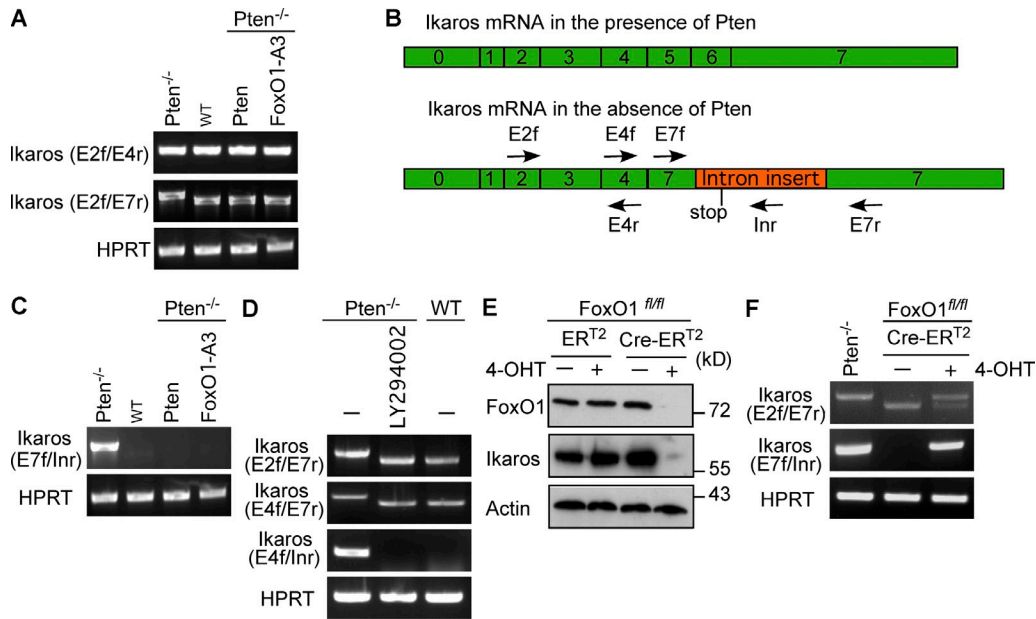 A
Pten-/-
Pten-/-
WT
Pten
FoxO1-A3
Ikaros (E2f/E4r)
Ikaros (E2f/E7r)
HPRT
B
Ikaros mRNA in the presence of Pten
0 1 2 3 4 5 6 7
Ikaros mRNA in the absence of Pten
E2f E4f E7f
0 1 2 3 4 7 Intron insert 7
stop
E4r Inr E7r
C
Pten-/-
Pten-/-
WT
Pten
FoxO1-A3
Ikaros
(E7f/Inr)
HPRT
D
Pten-/- WT
– LY294002 –
Ikaros
(E2f/E7r)
Ikaros
(E4f/E7r)
Ikaros
(E4f/Inr)
HPRT
E
FoxO1 fl/fl
ERT2 Cre-ERT2 (kD)
4-OHT – + – +
FoxO1
72
Ikaros
55
43
Actin
F
FoxO1fl/fl
Pten-/-
Cre-ERT2
– + 4-OHT
Ikaros
(E2f/E7r)
Ikaros
(E7f/Inr)
HPRT